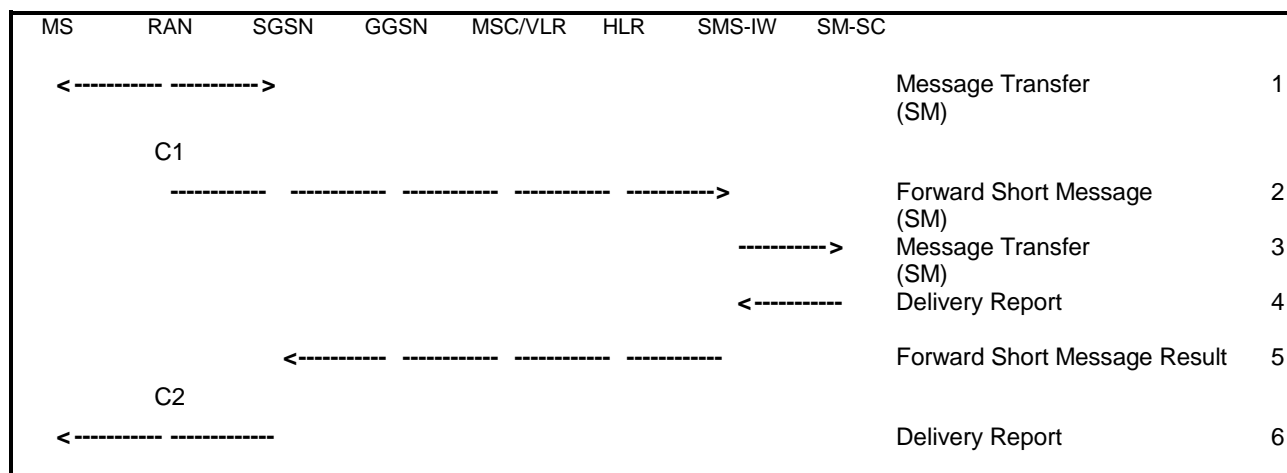 MS RAN SGSN GGSN MSC/VLR HLR SMS-IW SM-SC
<----------- -----------> Message Transfer 1
(SM)
C1
------------ ------------ ------------ ------------ -----------> Forward Short Message 2
(SM)
-----------> Message Transfer 3
(SM)
<----------- Delivery Report 4
<----------- ------------ ------------ ------------ Forward Short Message Result 5
C2
<----------- ------------- Delivery Report 6